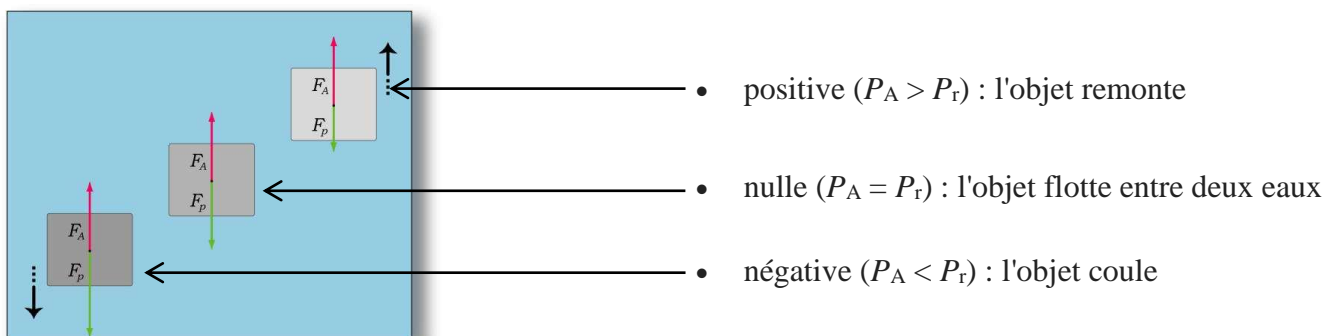 F_A
F_p
• positive (P_A > P_r) : l'objet remonte
F_A
F_p
• nulle (P_A = P_r) : l'objet flotte entre deux eaux
F_A
F_p
• négative (P_A < P_r) : l'objet coule